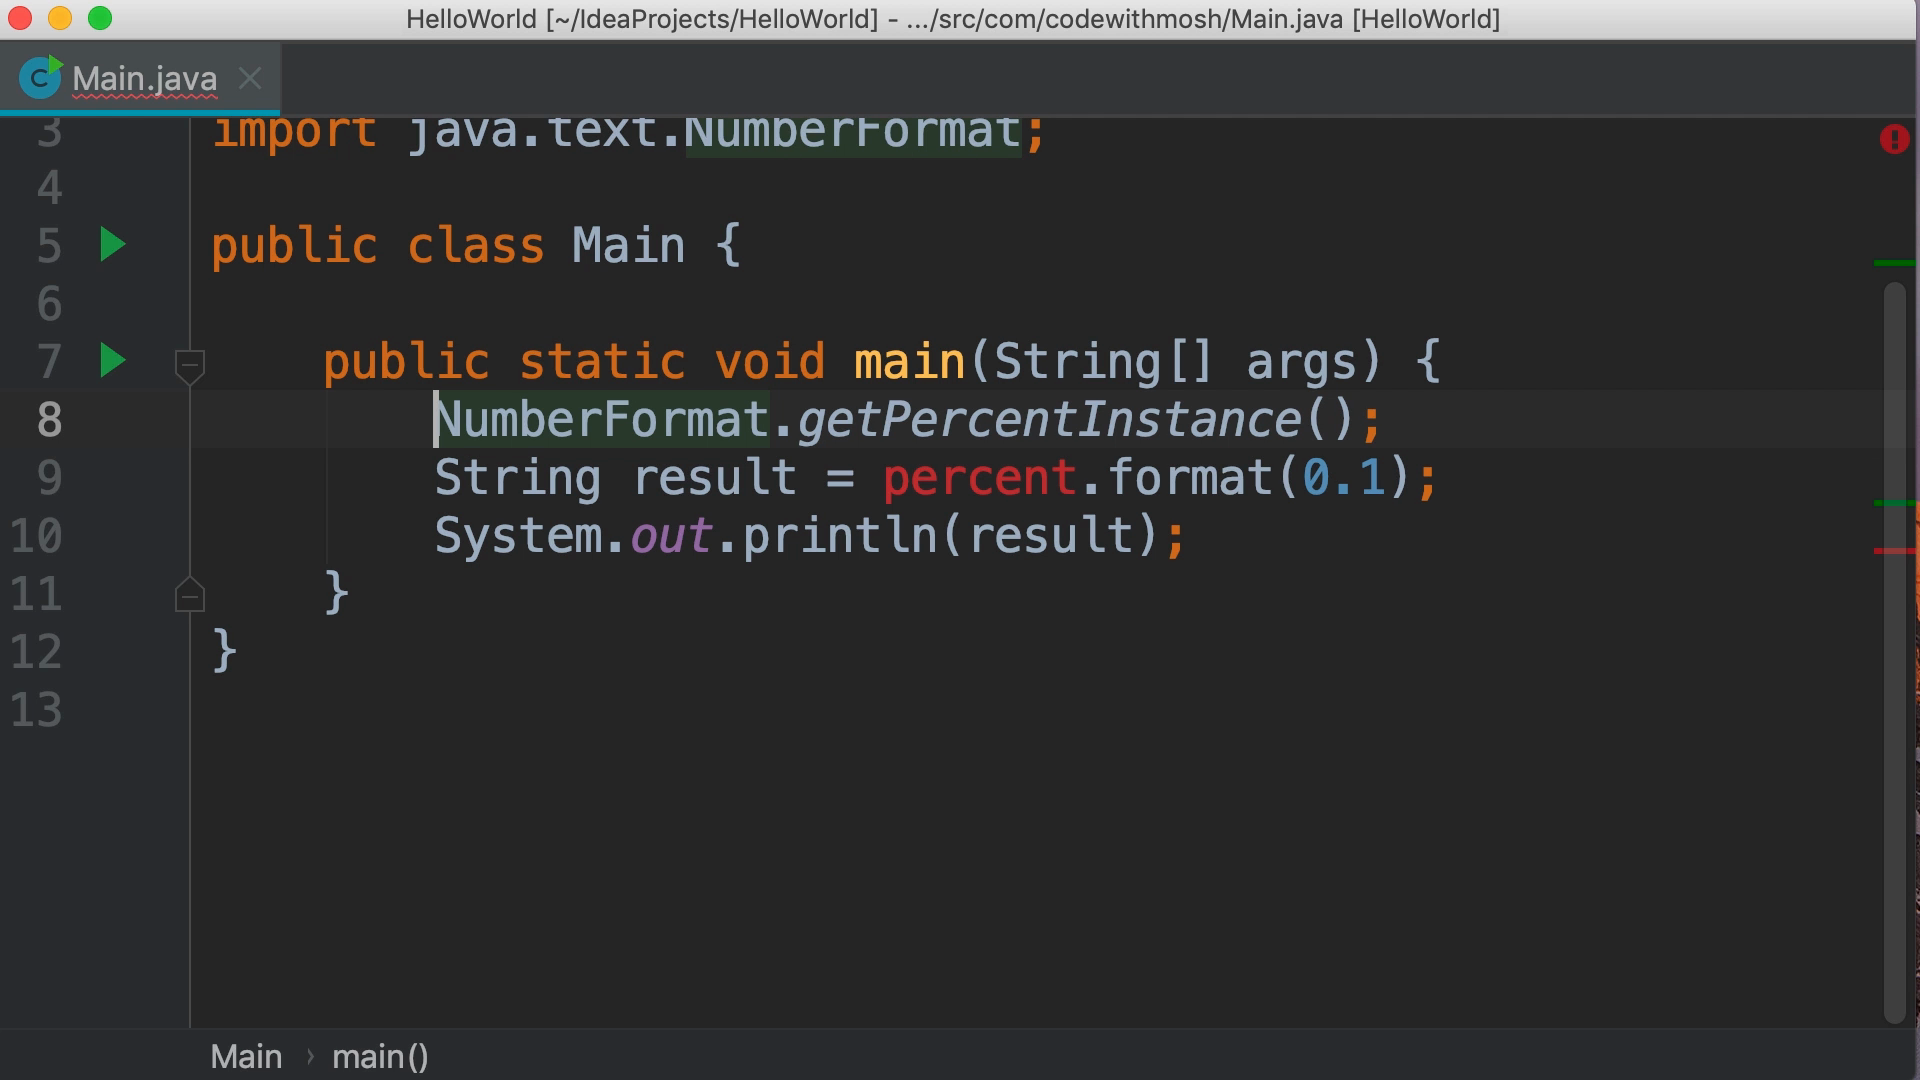 HelloWorld [~/IdeaProjects/HelloWorld] - .../src/com/codewithmosh/Main.java [HelloWorld]
Main.java
3 import java.text.NumberFormat;
4
5 public class Main {
6
7 public static void main(String[] args) {
8 NumberFormat.getPercentInstance();
9 String result = percent.format(0.1);
10 System.out.println(result);
11 }
12 }
13
Main › main()